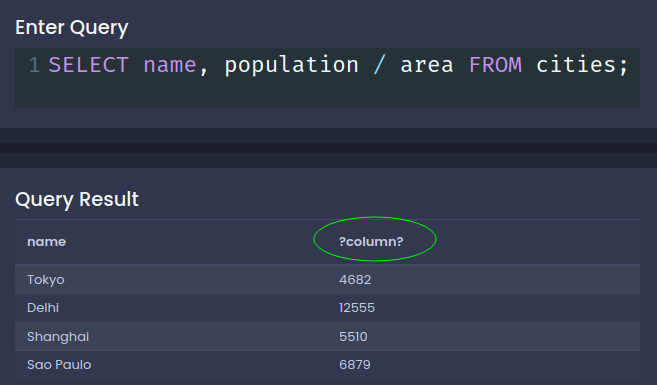 Enter Query
1 SELECT name, population / area FROM cities;
Query Result
name ?column?
Tokyo 4682
Delhi 12555
Shanghai 5510
Sao Paulo 6879